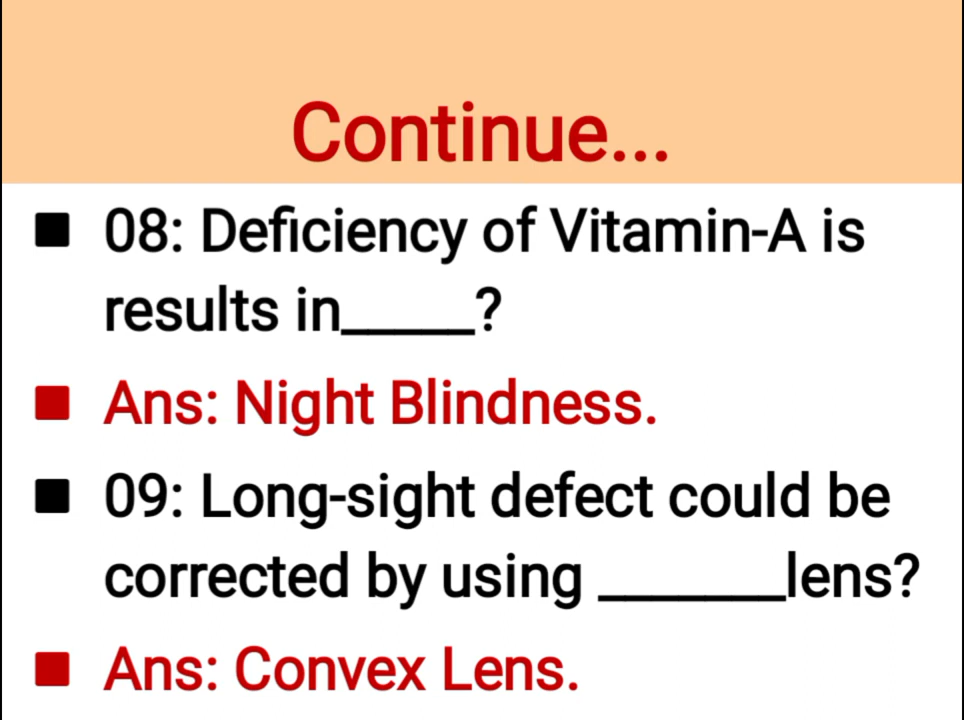 Continue...
08: Deficiency of Vitamin-A is
results in_____?
Ans: Night Blindness.
09: Long-sight defect could be
corrected by using _______lens?
Ans: Convex Lens.